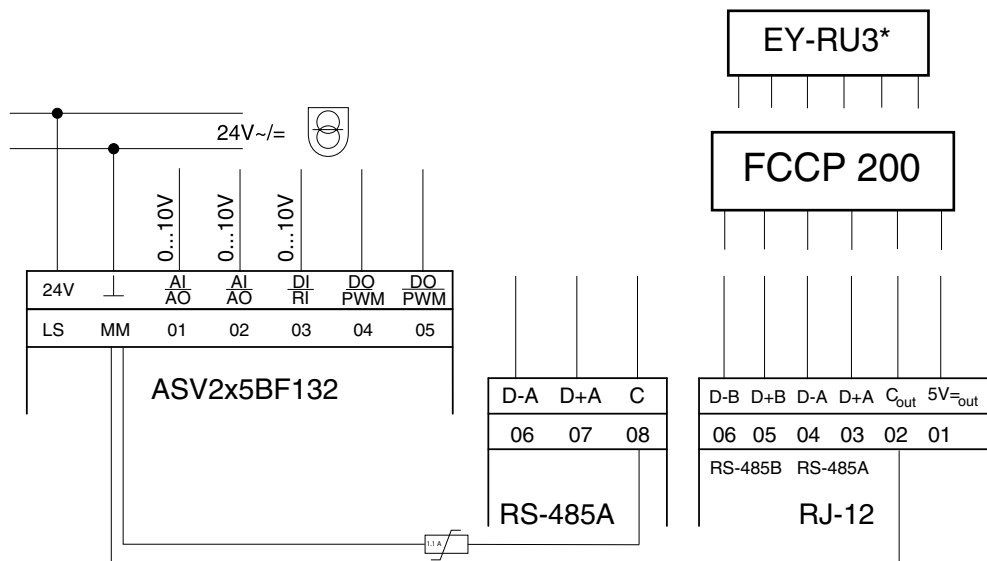 EY-RU3*
24V~/=
FCCP 200
0...10V
0...10V
0...10V
24V
AI
AO
AI
AO
DI
RI
DO
PWM
DO
PWM
LS MM 01 02 03 04 05
ASV2x5BF132
D-A D+A C
06 07 08
RS-485A
D-B D+B D-A D+A Cout 5V=out
06 05 04 03 02 01
RS-485B RS-485A
RJ-12
1.1 A